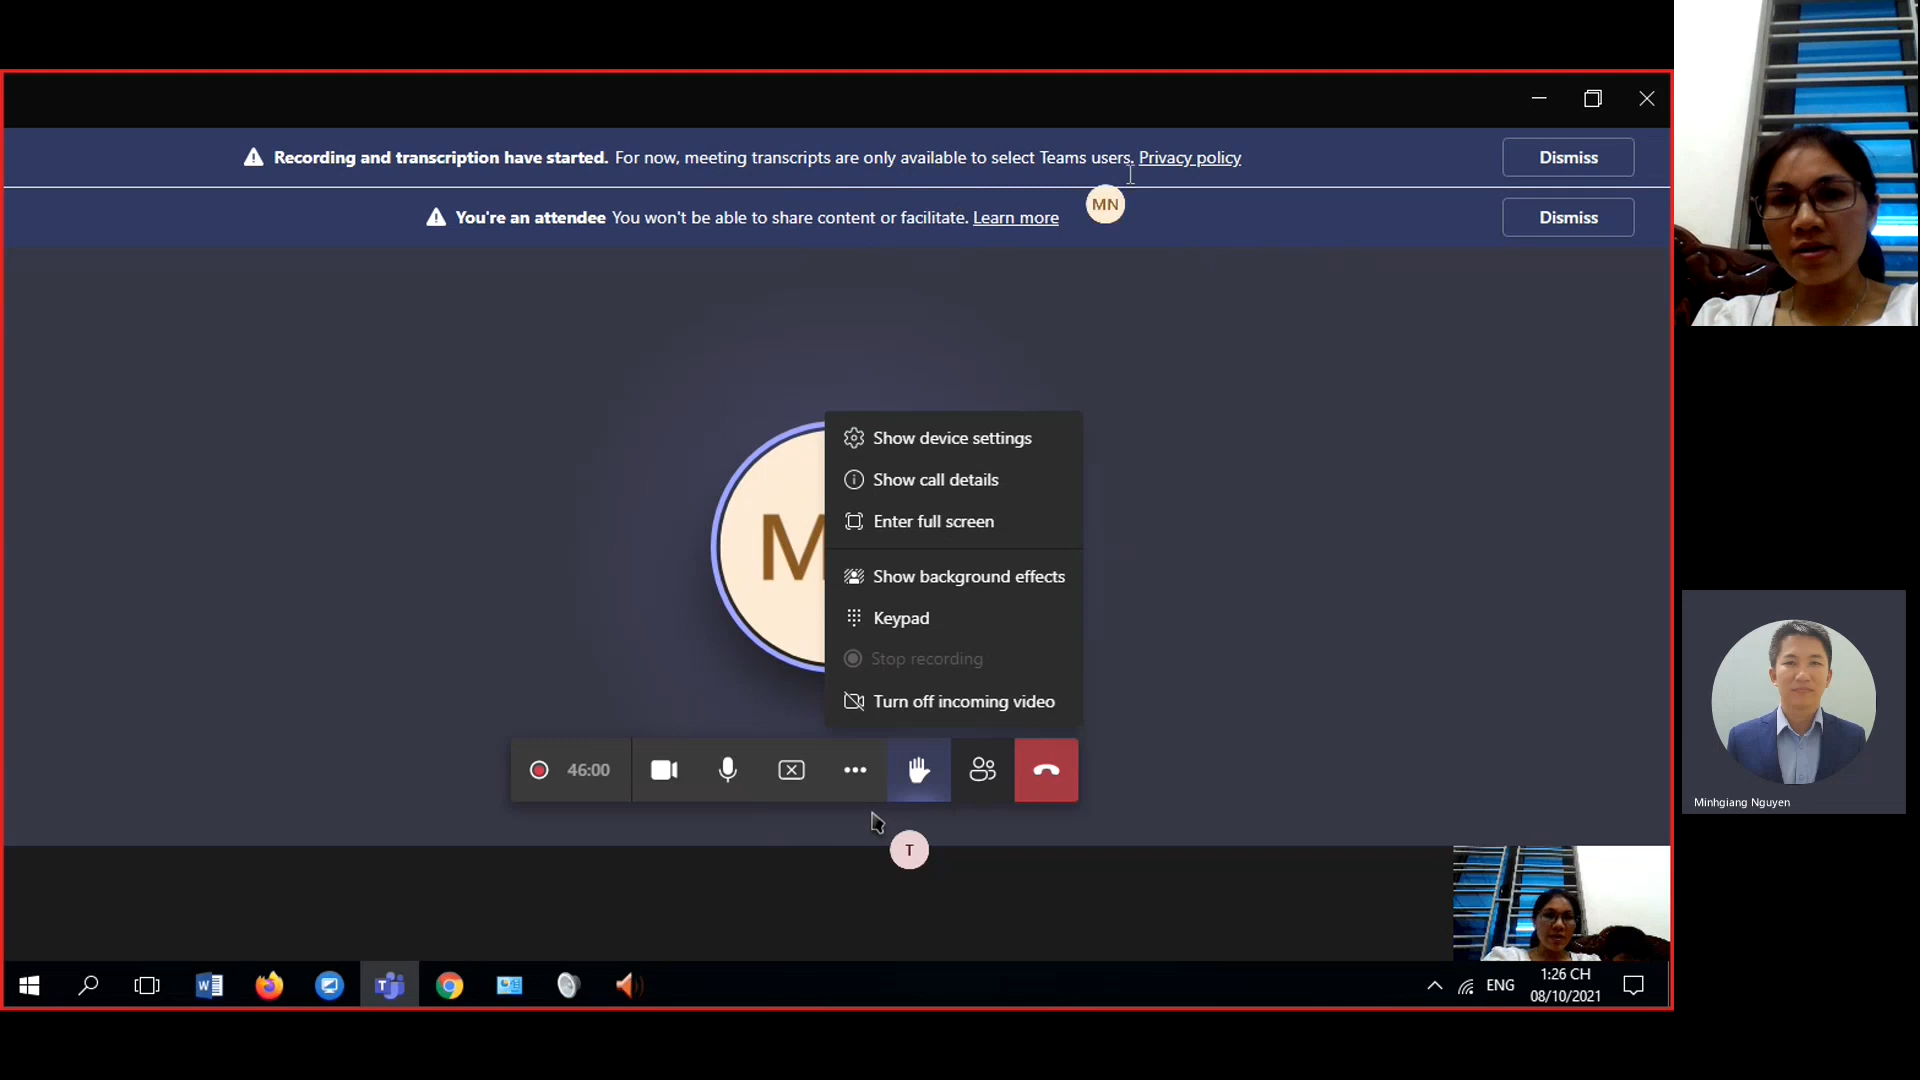 Recording and transcription have started. For now, meeting transcripts are only available to select Teams users. Privacy policy
Dismiss
MN
You're an attendee You won't be able to share content or facilitate. Learn more
Dismiss
Show device settings
Show call details
Enter full screen
M
Show background effects
Keypad
Stop recording
Turn off incoming video
46:00
T
Minhgiang Nguyen
ENG
1:26 CH
08/10/2021